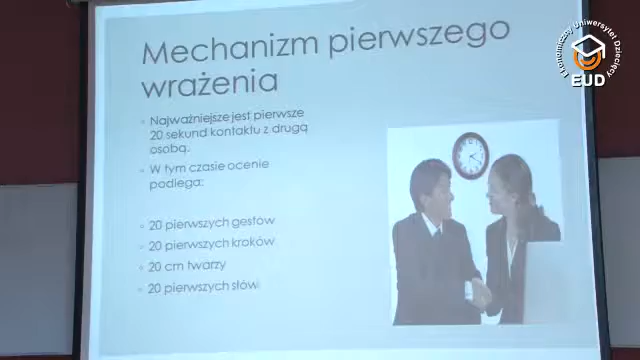 Mechanizm pierwszego
wrażenia
Najważniejsze jest pierwsze
20 sekund kontaktu z drugą
osobą.
W tym czasie ocenie
podlega:
20 pierwszych gestów
20 pierwszych kroków
20 cm twarzy
20 pierwszych słów
Ekonomiczny Uniwersytet Dziecięcy
EUD